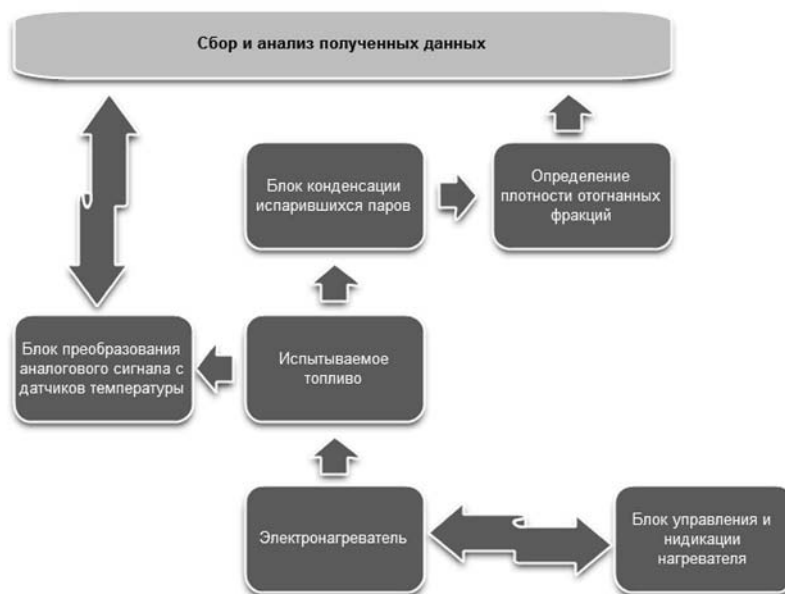 Сбор и анализ полученных данных
Блок конденсации
испарившихся паров
Определение
плотности отогнанных
фракций
Блок преобразования
аналогового сигнала с
датчиков температуры
Испытываемое
топливо
Электронагреватель
Блок управления и
нидикации
нагревателя